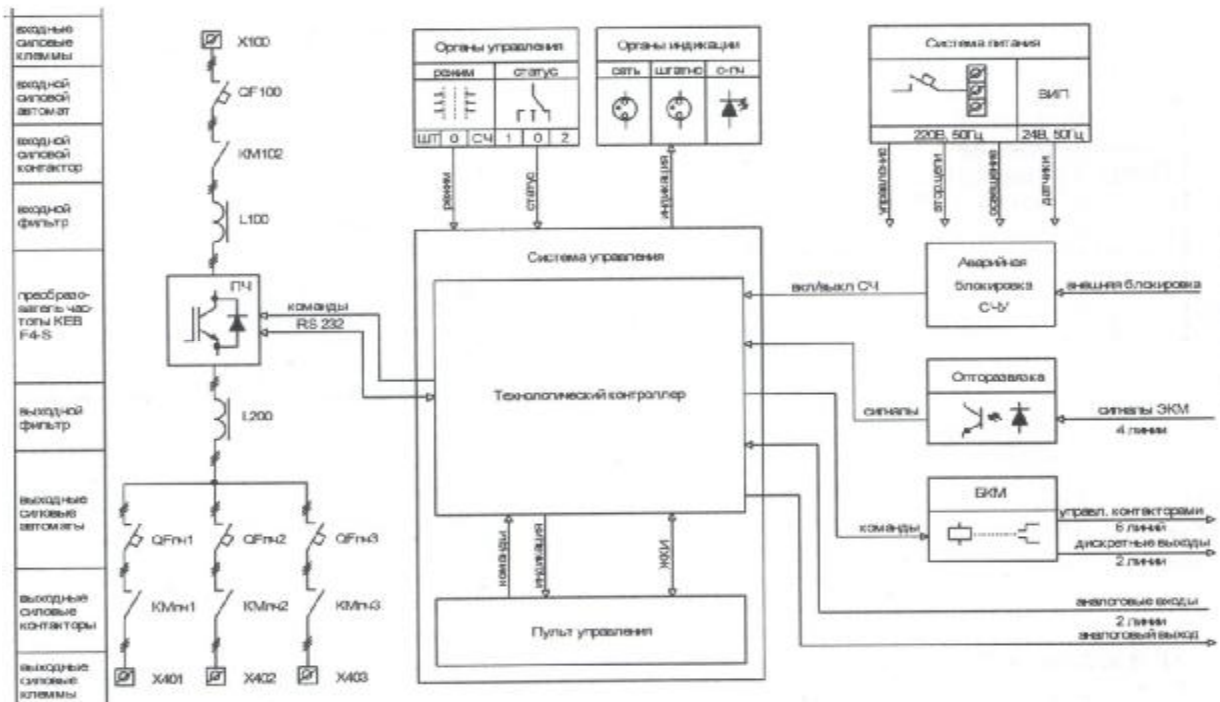 входные
силовые
клеммы
входной
силовой
автомат
входной
силовой
контактор
входной
фильтр
преобразо-
ватель час-
тоты KEB
F4-S
выходной
фильтр
выходные
силовые
автоматы
выходные
силовые
контакторы
выходные
силовые
клеммы
X100
QF100
KM102
L100
ПЧ
L200
QFпч1
QFпч2
QFпч3
KMпч1
KMпч2
KMпч3
X401
X402
X403
Органы управления
режим
статус
ШТ
0
СЧ
1
0
2
Органы индикации
сеть
штатно
с-пч
Система питания
ВИП
220В, 50Гц
24В, 50Гц
режим
статус
индикация
управление
втор.цепи
освещение
датчики
Система управления
Технологический контроллер
команды
RS 232
команды
индикация
ЖКИ
Пульт управления
вкл/выкл СЧ
Аварийная
блокировка
СЧУ
внешняя блокировка
сигналы
Опторазвязка
сигналы ЭКМ
4 линии
команды
БКМ
управл. контакторами
6 линий
дискретные выходы
2 линии
аналоговые входы
2 линии
аналоговый выход